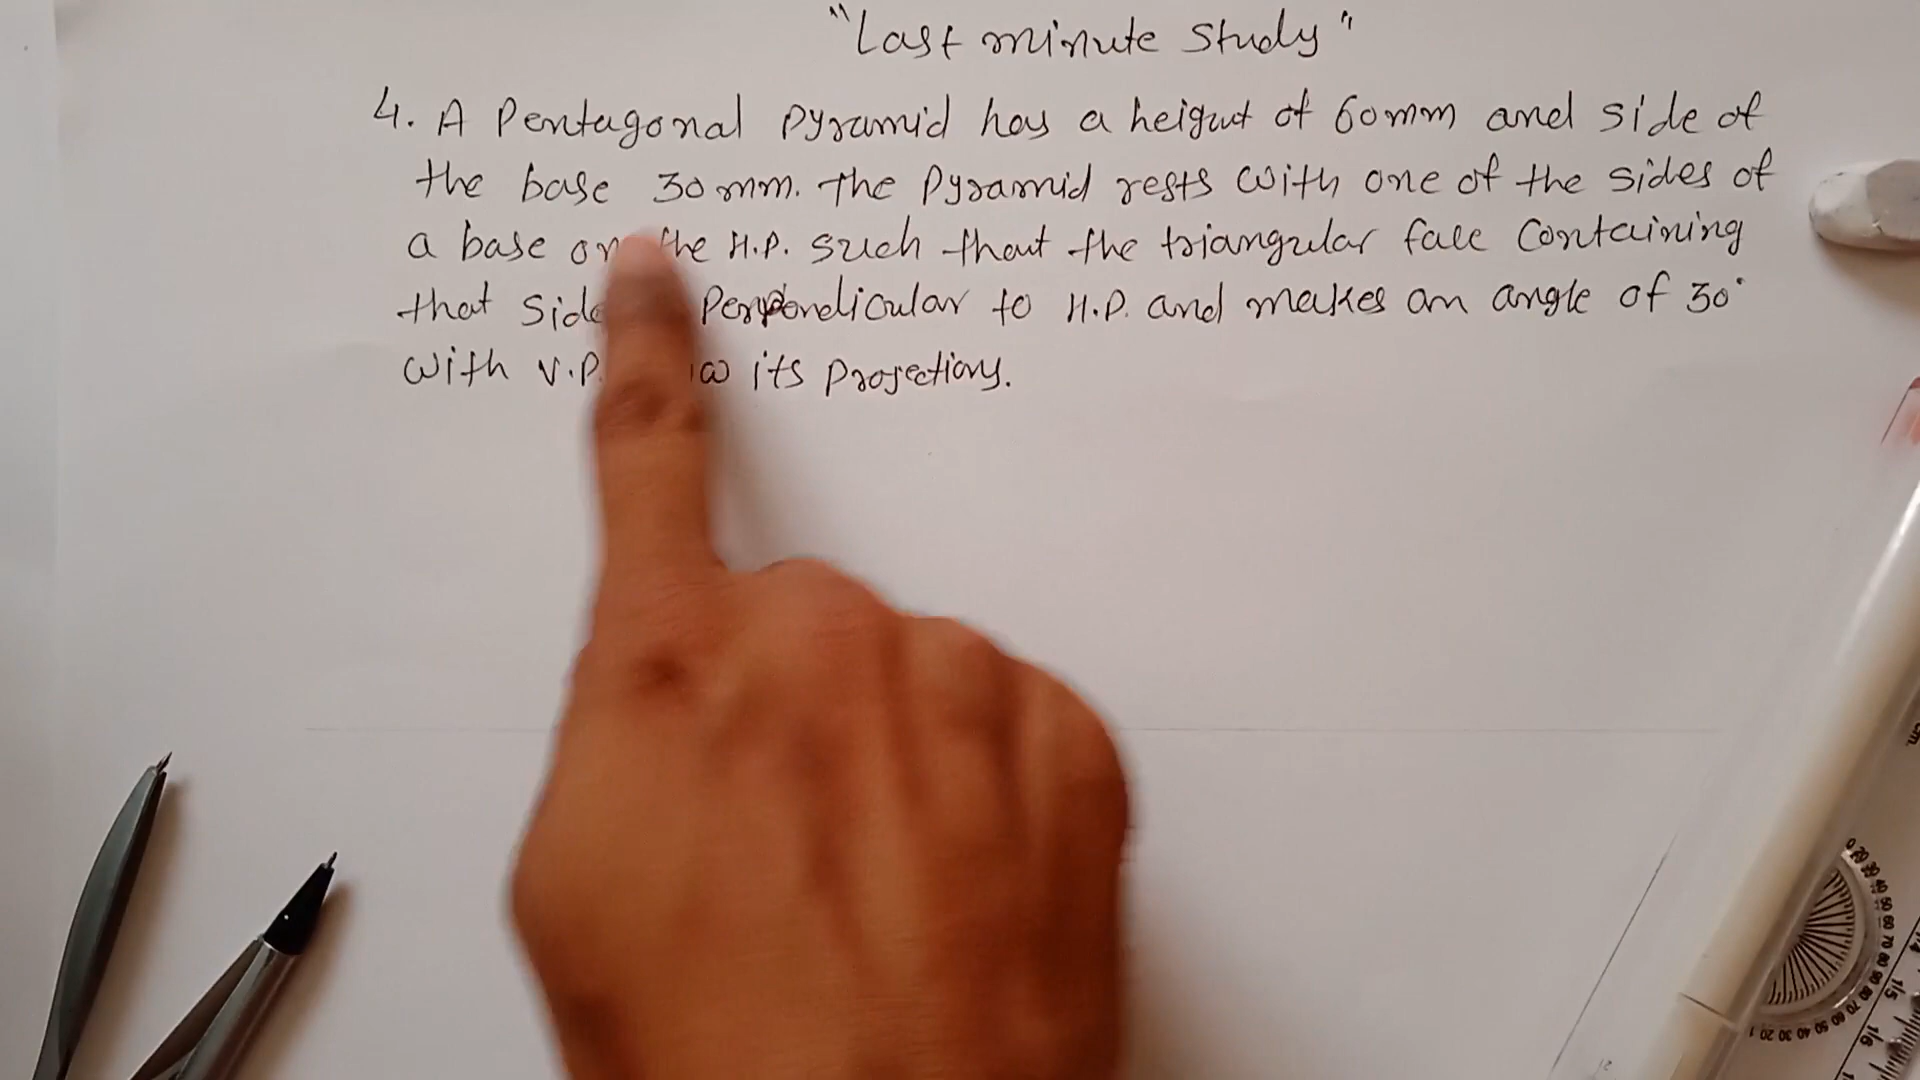 "Last minute Study"
4. A Pentagonal pyramid has a height of 60mm and side of
the base 30mm. The pyramid rests with one of the sides of
a base on the H.P. such that the triangular face Containing
that side Perpendicular to H.P. and makes an angle of 30°
with V.P. its projections.